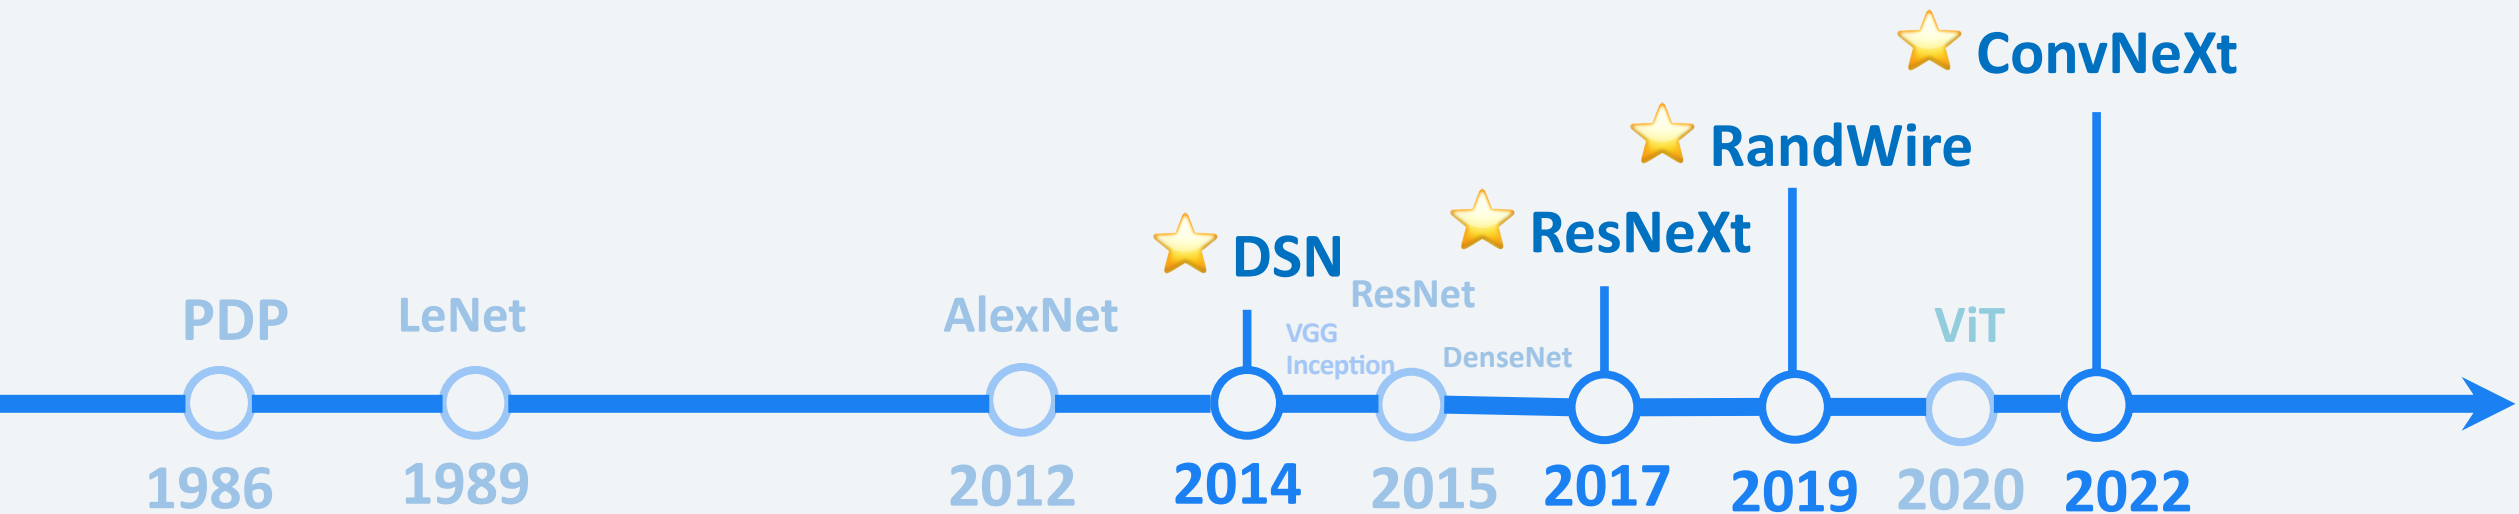 ConvNeXt
RandWire
ResNeXt
DSN
ResNet
PDP
LeNet
AlexNet
VGG
Inception
DenseNet
ViT
1986
1989
2012
2014
2015
2017
2019
2020
2022